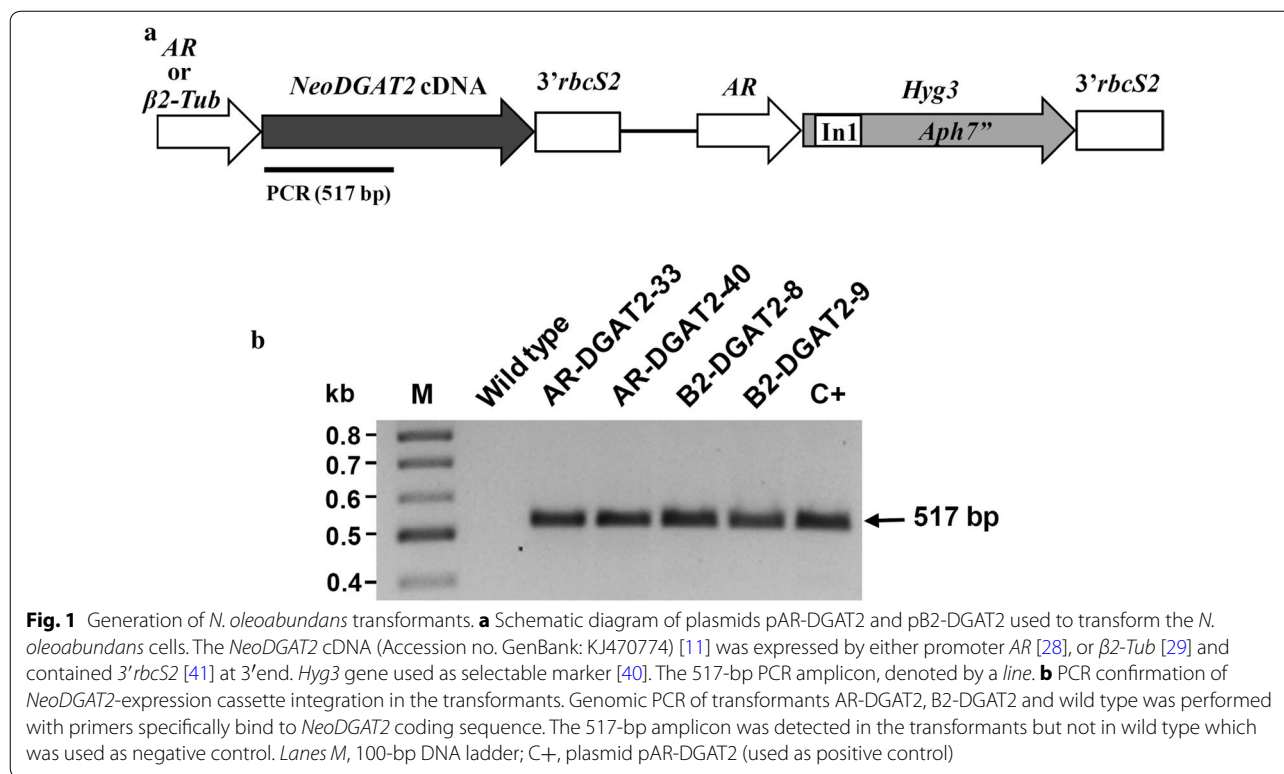 a
AR
or
β2-Tub
NeoDGAT2 cDNA
3'rbcS2
AR
Hyg3
3'rbcS2
In1
Aph7”
PCR (517 bp)
b
kb
M
Wild type
AR-DGAT2-33
AR-DGAT2-40
B2-DGAT2-8
B2-DGAT2-9
C+
0.8
0.7
0.6
0.5
0.4
517 bp
Fig. 1 Generation of N. oleoabundans transformants. a Schematic diagram of plasmids pAR-DGAT2 and pB2-DGAT2 used to transform the N.
oleoabundans cells. The NeoDGAT2 cDNA (Accession no. GenBank: KJ470774) [11] was expressed by either promoter AR [28], or β2-Tub [29] and
contained 3'rbcS2 [41] at 3′end. Hyg3 gene used as selectable marker [40]. The 517-bp PCR amplicon, denoted by a line. b PCR confirmation of
NeoDGAT2-expression cassette integration in the transformants. Genomic PCR of transformants AR-DGAT2, B2-DGAT2 and wild type was performed
with primers specifically bind to NeoDGAT2 coding sequence. The 517-bp amplicon was detected in the transformants but not in wild type which
was used as negative control. Lanes M, 100-bp DNA ladder; C+, plasmid pAR-DGAT2 (used as positive control)